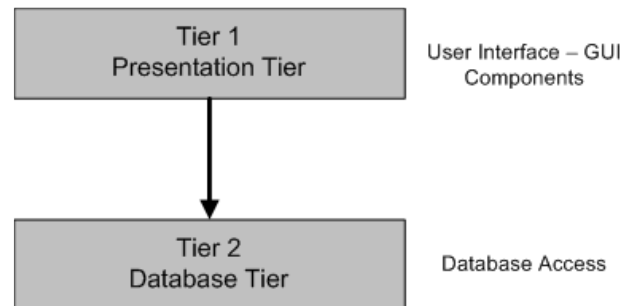 Tier 1
Presentation Tier
User Interface – GUI
Components
Tier 2
Database Tier
Database Access